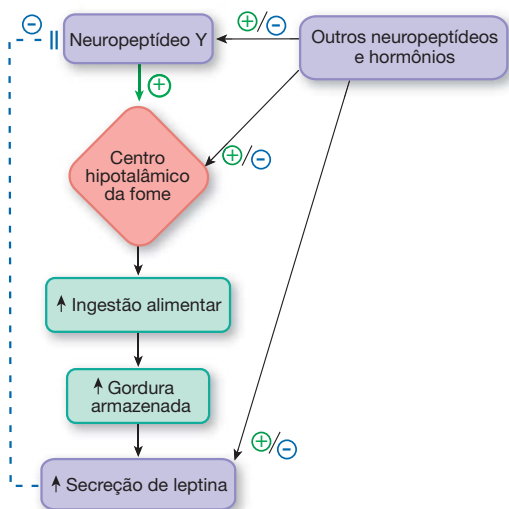 Neuropeptídeo Y
+/−
Outros neuropeptídeos
e hormônios
−
+
Centro
hipotalâmico
da fome
+/−
↑ Ingestão alimentar
↑ Gordura
armazenada
+/−
↑ Secreção de leptina